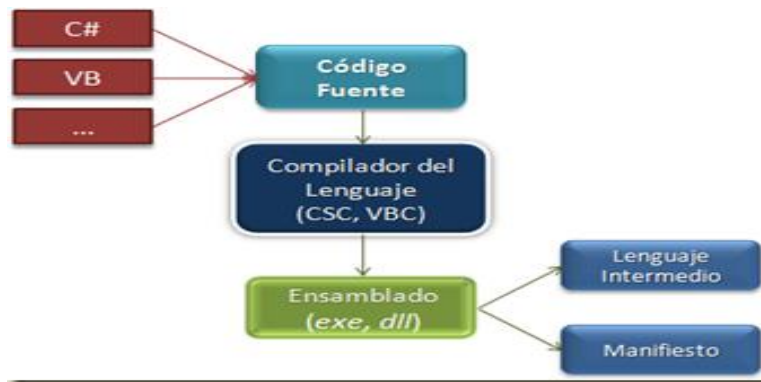 C#
VB
...
Código
Fuente
Compilador del
Lenguaje
(CSC, VBC)
Ensamblado
(exe, dll)
Lenguaje
Intermedio
Manifiesto